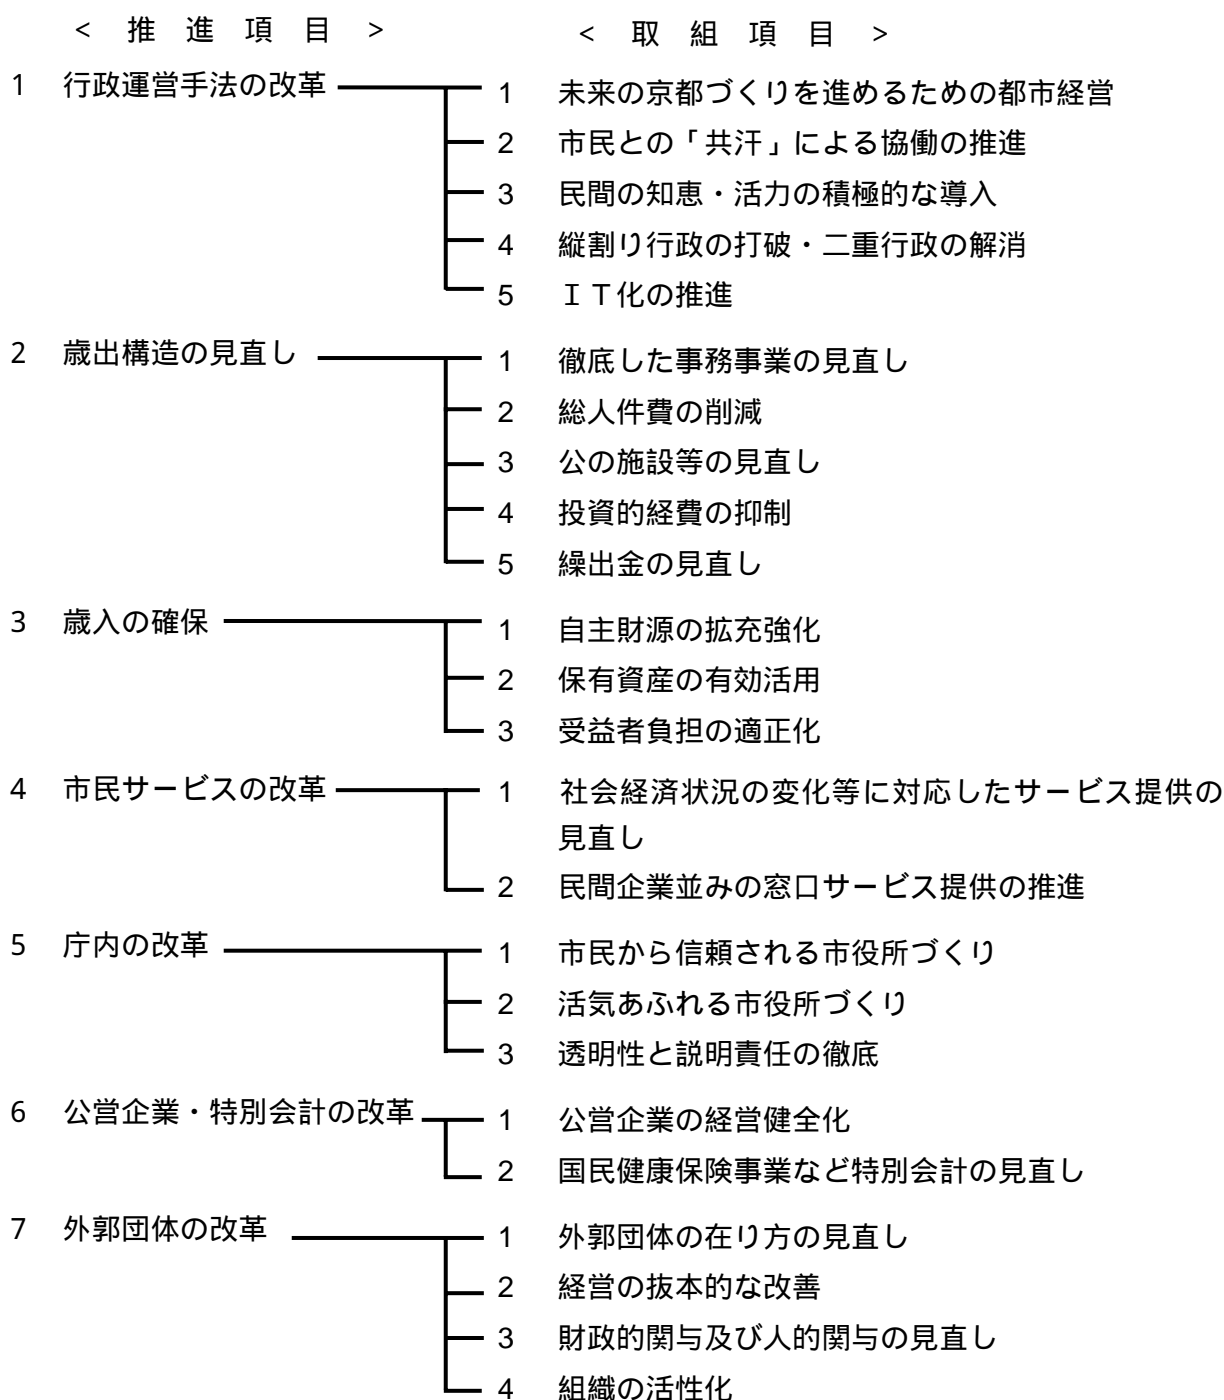 < 推 進 項 目 > < 取 組 項 目 >
1 行政運営手法の改革 1 未来の京都づくりを進めるための都市経営
2 市民との「共汗」による協働の推進
3 民間の知恵・活力の積極的な導入
4 縦割り行政の打破・二重行政の解消
5 ＩＴ化の推進
2 歳出構造の見直し 1 徹底した事務事業の見直し
2 総人件費の削減
3 公の施設等の見直し
4 投資的経費の抑制
5 繰出金の見直し
3 歳入の確保 1 自主財源の拡充強化
2 保有資産の有効活用
3 受益者負担の適正化
4 市民サービスの改革 1 社会経済状況の変化等に対応したサービス提供の
見直し
2 民間企業並みの窓口サービス提供の推進
5 庁内の改革 1 市民から信頼される市役所づくり
2 活気あふれる市役所づくり
3 透明性と説明責任の徹底
6 公営企業・特別会計の改革 1 公営企業の経営健全化
2 国民健康保険事業など特別会計の見直し
7 外郭団体の改革 1 外郭団体の在り方の見直し
2 経営の抜本的な改善
3 財政的関与及び人的関与の見直し
4 組織の活性化